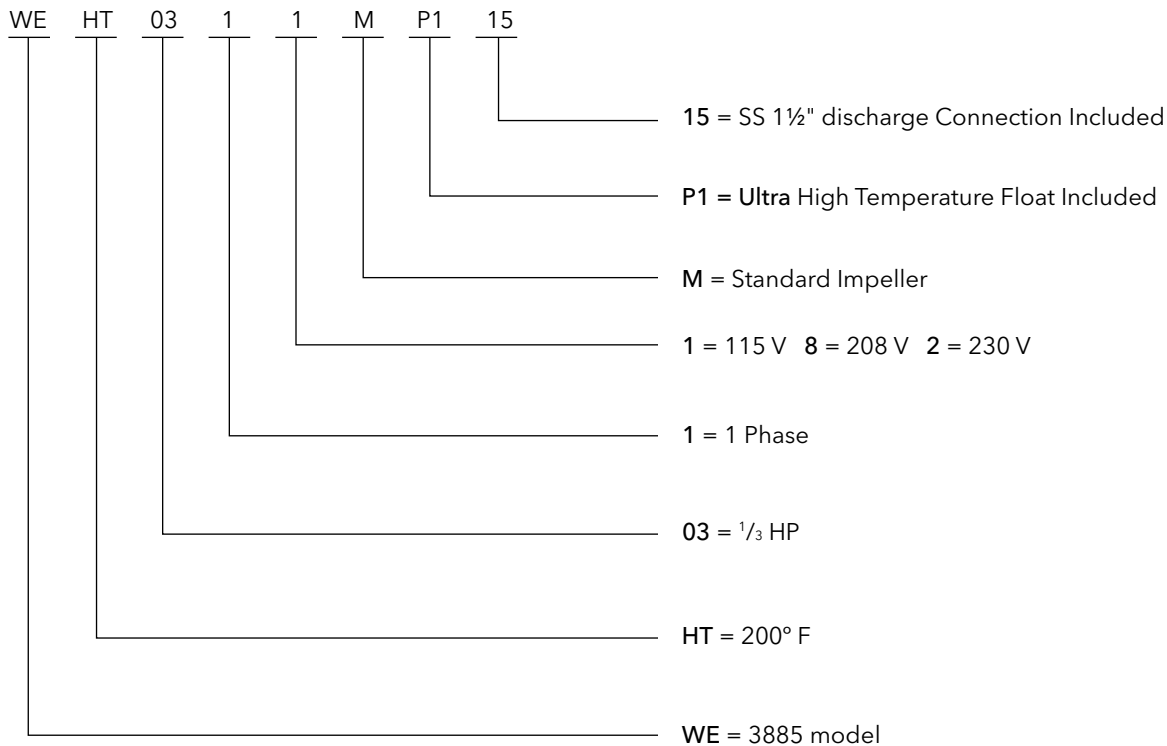 WE HT 03 1 1 M P1 15
15 = SS 1½" discharge Connection Included
P1 = Ultra High Temperature Float Included
M = Standard Impeller
1 = 115 V 8 = 208 V 2 = 230 V
1 = 1 Phase
03 = ¹/₃ HP
HT = 200º F
WE = 3885 model